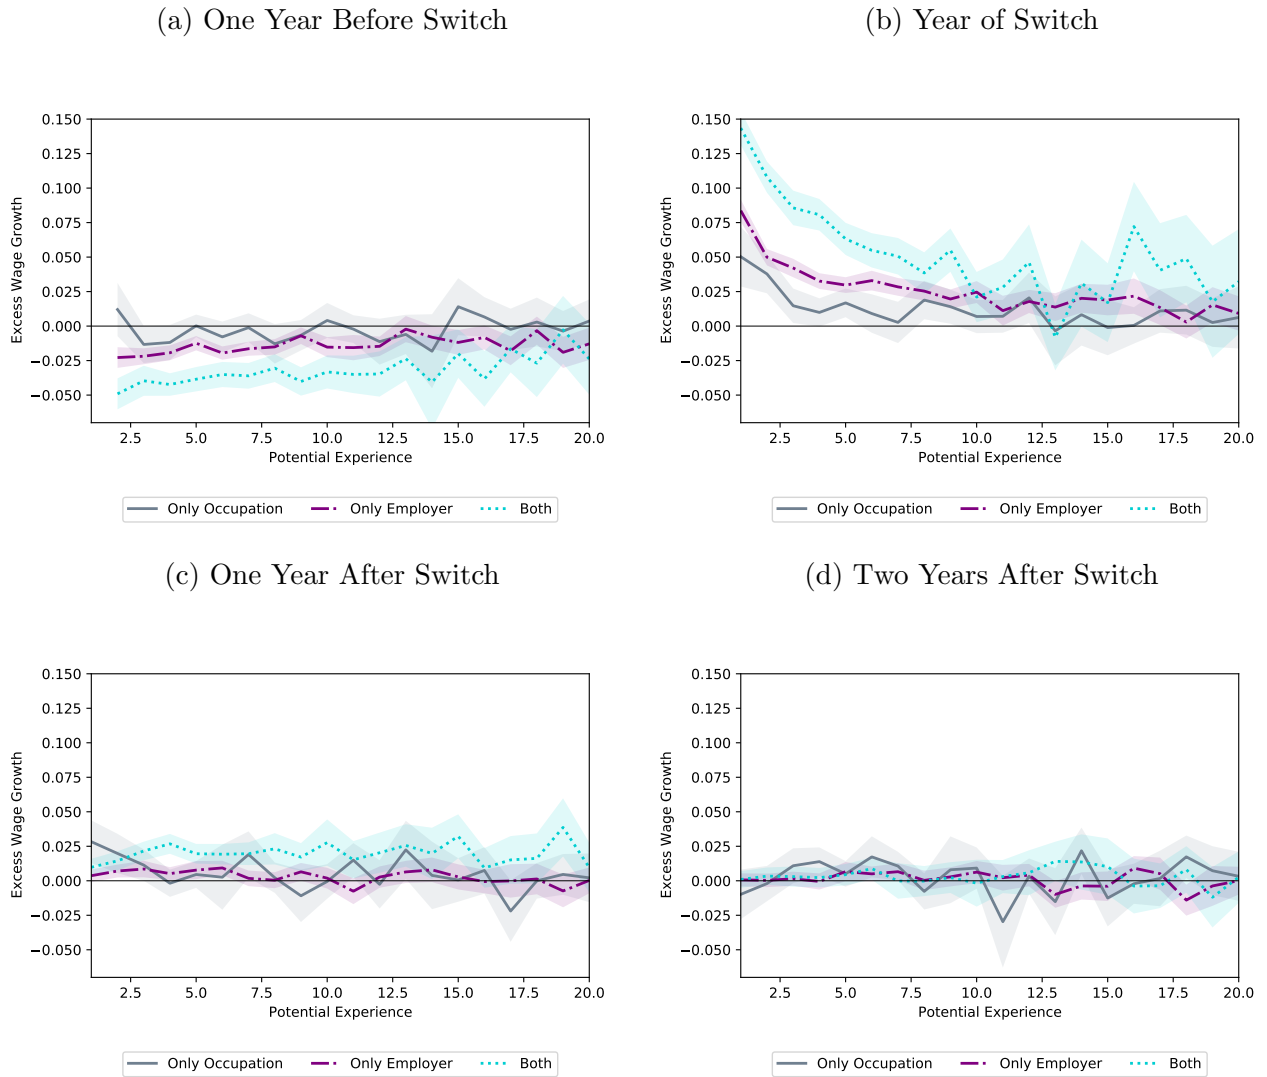 (a) One Year Before Switch
0.150
0.125
0.100
0.075
0.050
0.025
0.000
−0.025
−0.050
Excess Wage Growth
2.5 5.0 7.5 10.0 12.5 15.0 17.5 20.0
Potential Experience
Only Occupation Only Employer Both
(b) Year of Switch
0.150
0.125
0.100
0.075
0.050
0.025
0.000
−0.025
−0.050
Excess Wage Growth
2.5 5.0 7.5 10.0 12.5 15.0 17.5 20.0
Potential Experience
Only Occupation Only Employer Both
(c) One Year After Switch
0.150
0.125
0.100
0.075
0.050
0.025
0.000
−0.025
−0.050
Excess Wage Growth
2.5 5.0 7.5 10.0 12.5 15.0 17.5 20.0
Potential Experience
Only Occupation Only Employer Both
(d) Two Years After Switch
0.150
0.125
0.100
0.075
0.050
0.025
0.000
−0.025
−0.050
Excess Wage Growth
2.5 5.0 7.5 10.0 12.5 15.0 17.5 20.0
Potential Experience
Only Occupation Only Employer Both